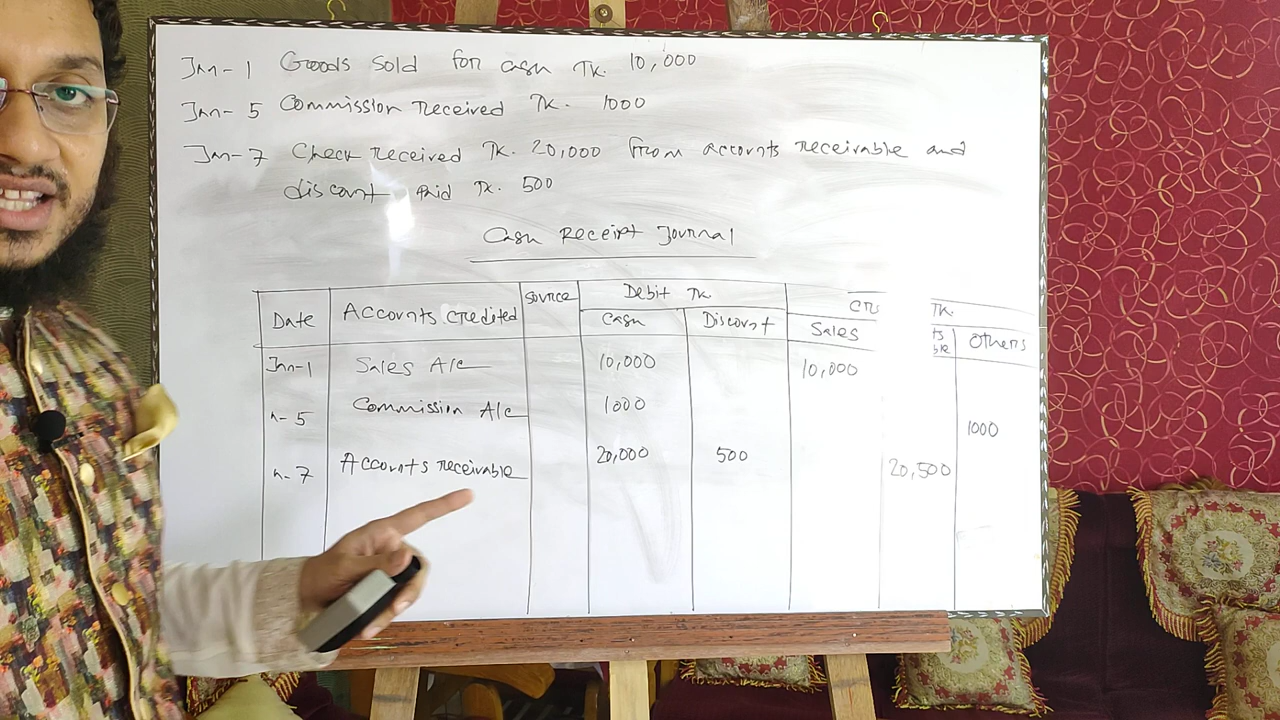 Jan-1 Goods Sold for cash TK. 10,000
Jan-5 Commission Received TK. 1000
Jan-7 Check received TK. 20,000 from accounts receivable and
discount Paid TK. 500
Cash Receipt Journal
Date Accounts credited Source Debit TK. TK.
Cash Discount Sales Others
Jan-1 Sales A/c 10,000 10,000
"-5 Commission A/c 1000 1000
"-7 Accounts receivable 20,000 500 20,500